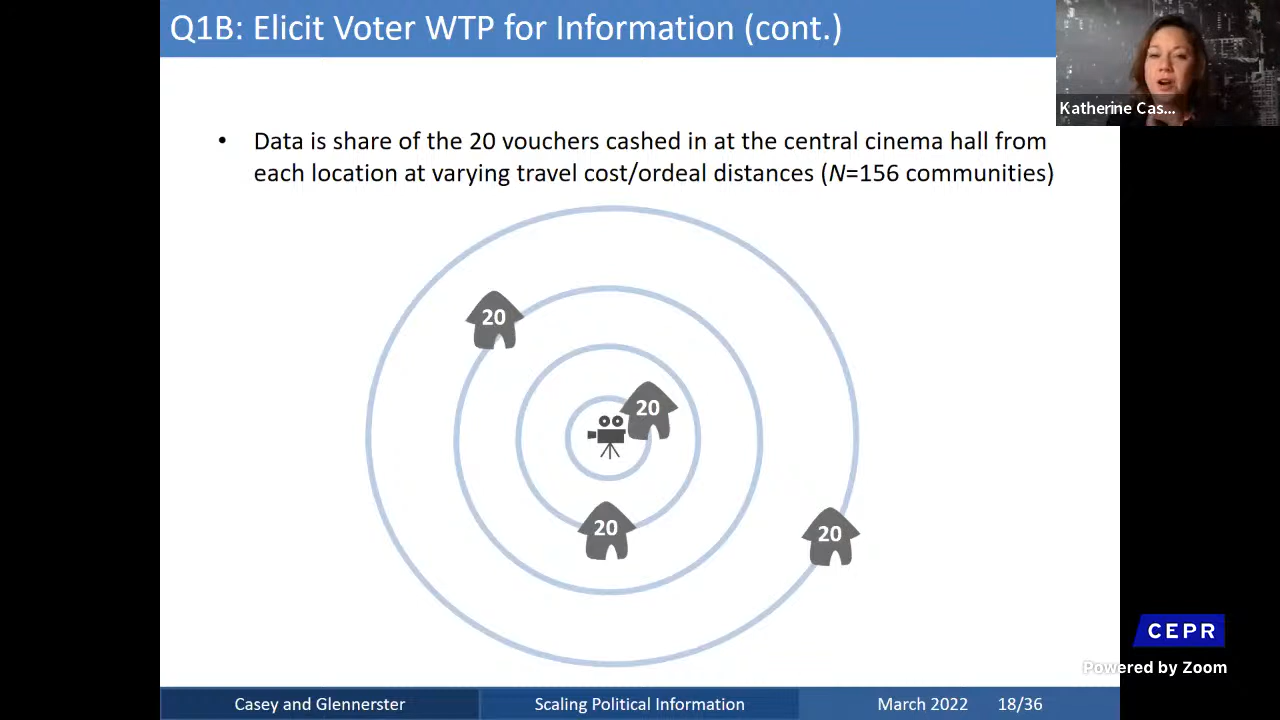 Q1B: Elicit Voter WTP for Information (cont.)
Katherine Cas...
• Data is share of the 20 vouchers cashed in at the central cinema hall from
each location at varying travel cost/ordeal distances (N=156 communities)
20
20
20
20
CEPR
Powered by Zoom
Casey and Glennerster
Scaling Political Information
March 2022
18/36